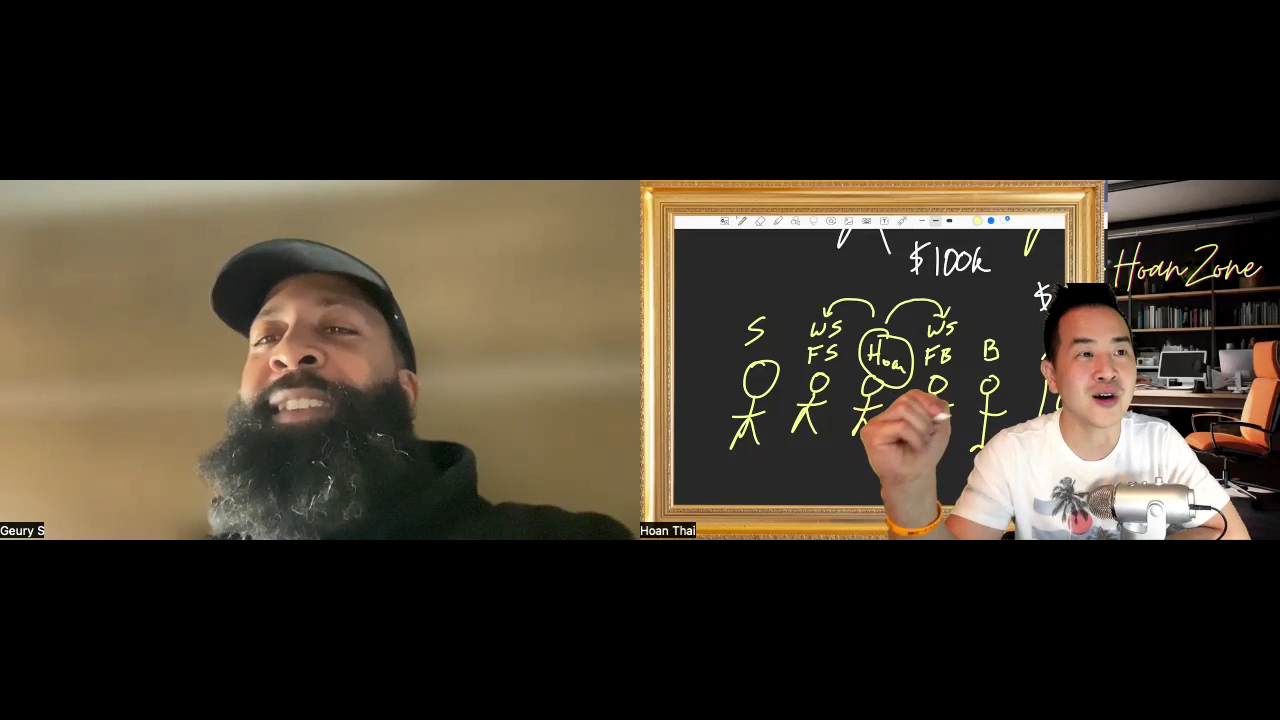 $100k
Hoan Zone
$
S
WS
WS
FS
Hoan
FB
B
Geury S
Hoan Thai